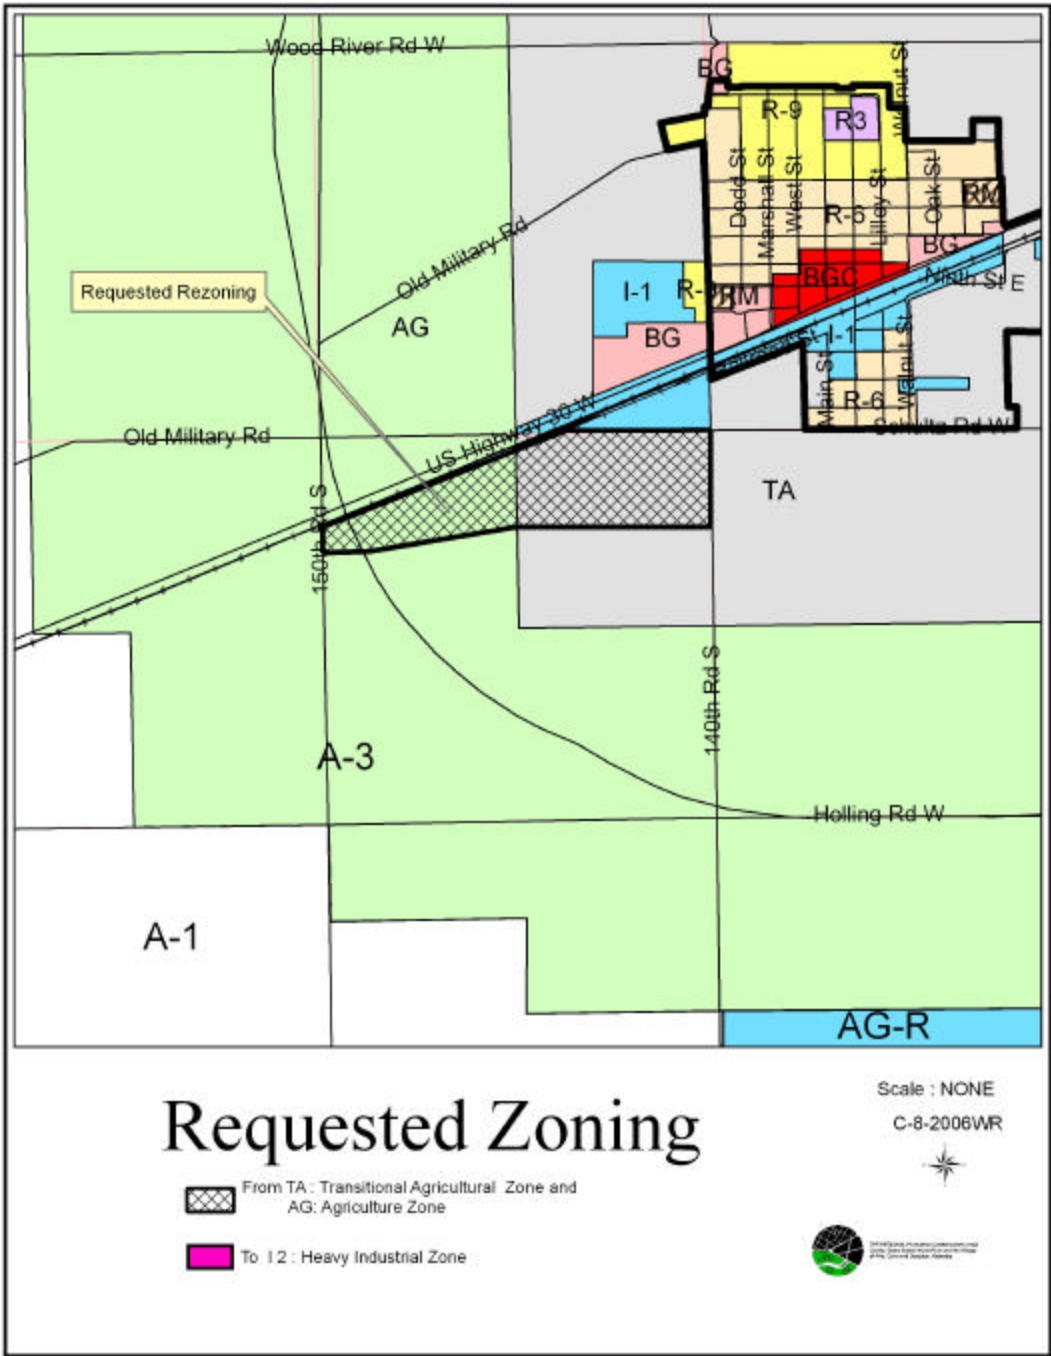 Wood River Rd W
BG
Walnut St
R-9
R3
Dodd St
Marshall St
West St
Lilley St
Oak St
RM
R-6
Old Military Rd
BG
BGC
Ninth St E
Requested Rezoning
I-1
RM
AG
BG
I-1
Main St
Walnut St
R-6
US Highway 30 W
Old Military Rd
Schultz Rd W
TA
150th Rd S
140th Rd S
A-3
Holling Rd W
A-1
AG-R
Requested Zoning
Scale : NONE
C-8-2006WR
From TA : Transitional Agricultural Zone and
AG: Agriculture Zone
To I 2 : Heavy Industrial Zone